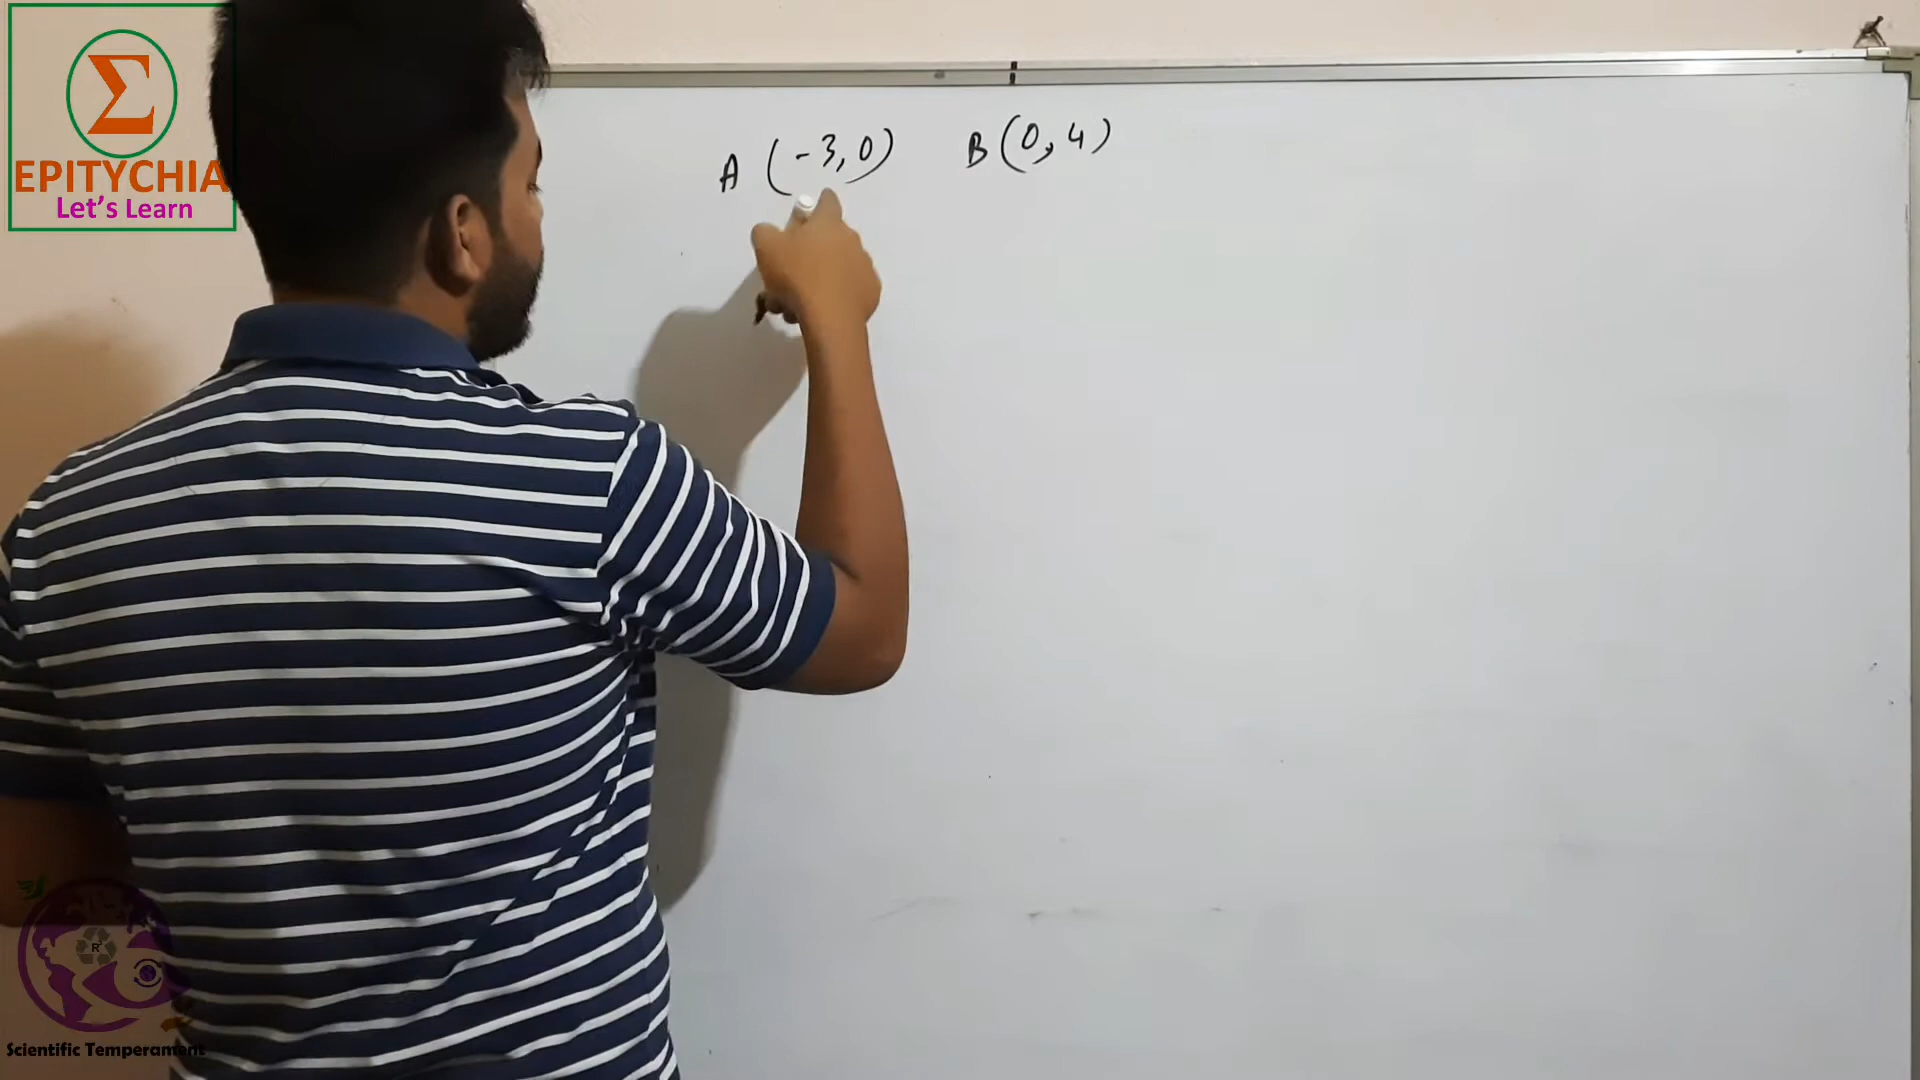 EPITYCHIA
Let's Learn
A (-3,0) B(0,4)
R
Scientific Temperament